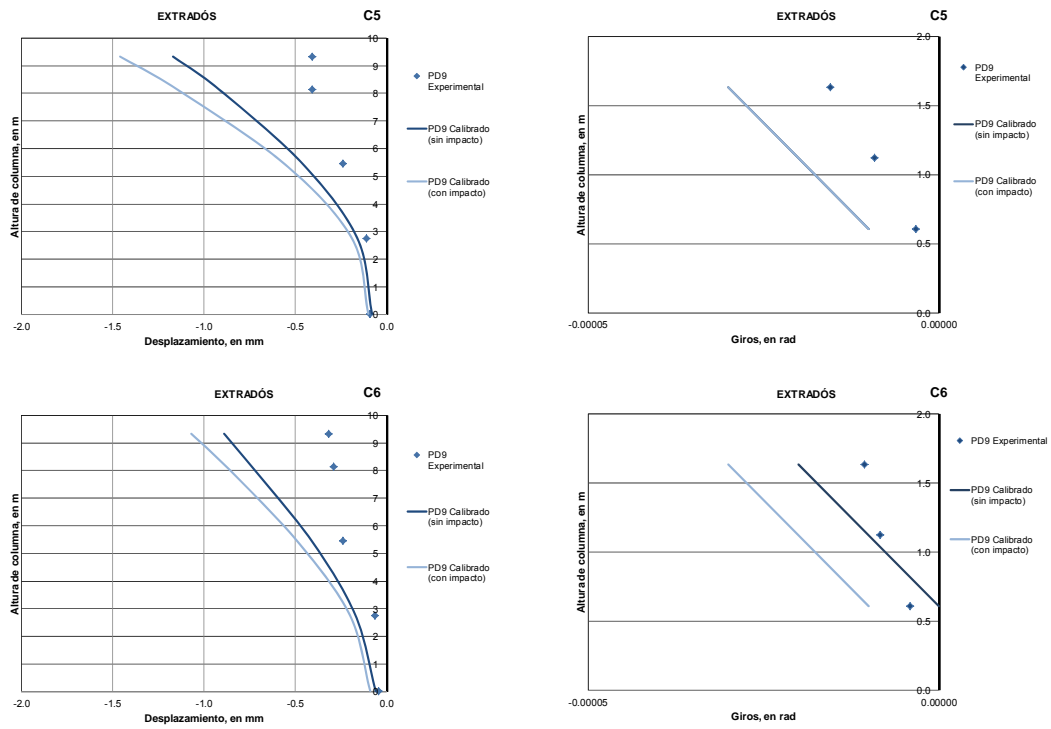 EXTRADÓS
C5
10
9
8
7
6
5
4
3
2
1
0
-2.0 -1.5 -1.0 -0.5 0.0
Altura de columna, en m
Desplazamiento, en mm
PD9
Experimental
PD9 Calibrado
(sin impacto)
PD9 Calibrado
(con impacto)
EXTRADÓS
C5
2.0
1.5
1.0
0.5
0.0
-0.00005 0.00000
Altura de columna, en m
Giros, en rad
PD9
Experimental
PD9 Calibrado
(sin impacto)
PD9 Calibrado
(con impacto)
EXTRADÓS
C6
10
9
8
7
6
5
4
3
2
1
0
-2.0 -1.5 -1.0 -0.5 0.0
Altura de columna, en m
Desplazamiento, en mm
PD9
Experimental
PD9 Calibrado
(sin impacto)
PD9 Calibrado
(con impacto)
EXTRADÓS
C6
2.0
1.5
1.0
0.5
0.0
-0.00005 0.00000
Altura de columna, en m
Giros, en rad
PD9 Experimental
PD9 Calibrado
(sin impacto)
PD9 Calibrado
(con impacto)